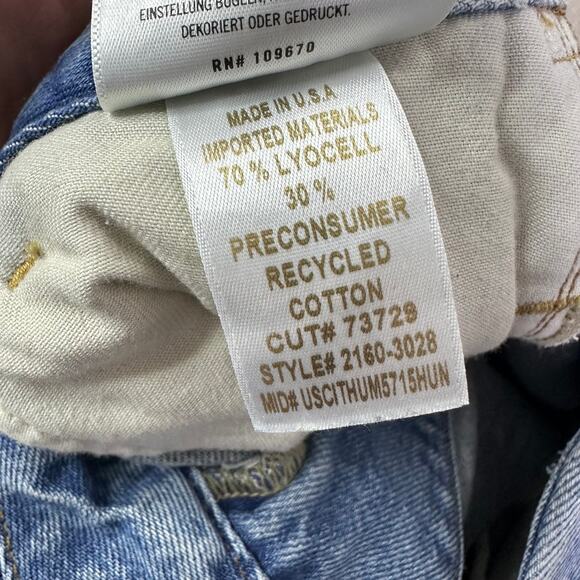 EINSTELLUNG BÜGELN,
DEKORIERT ODER GEDRUCKT.
RN# 109670
MADE IN U.S.A
IMPORTED MATERIALS
70 % LYOCELL
30 %
PRECONSUMER
RECYCLED
COTTON
CUT# 73729
STYLE# 2160-3028
MID# USCITHUM5715HUN